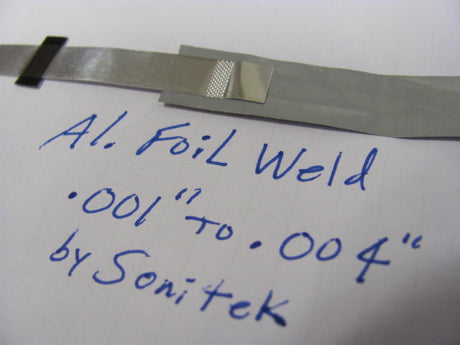 Al. Foil Weld
.001" to .004"
by Sonitek